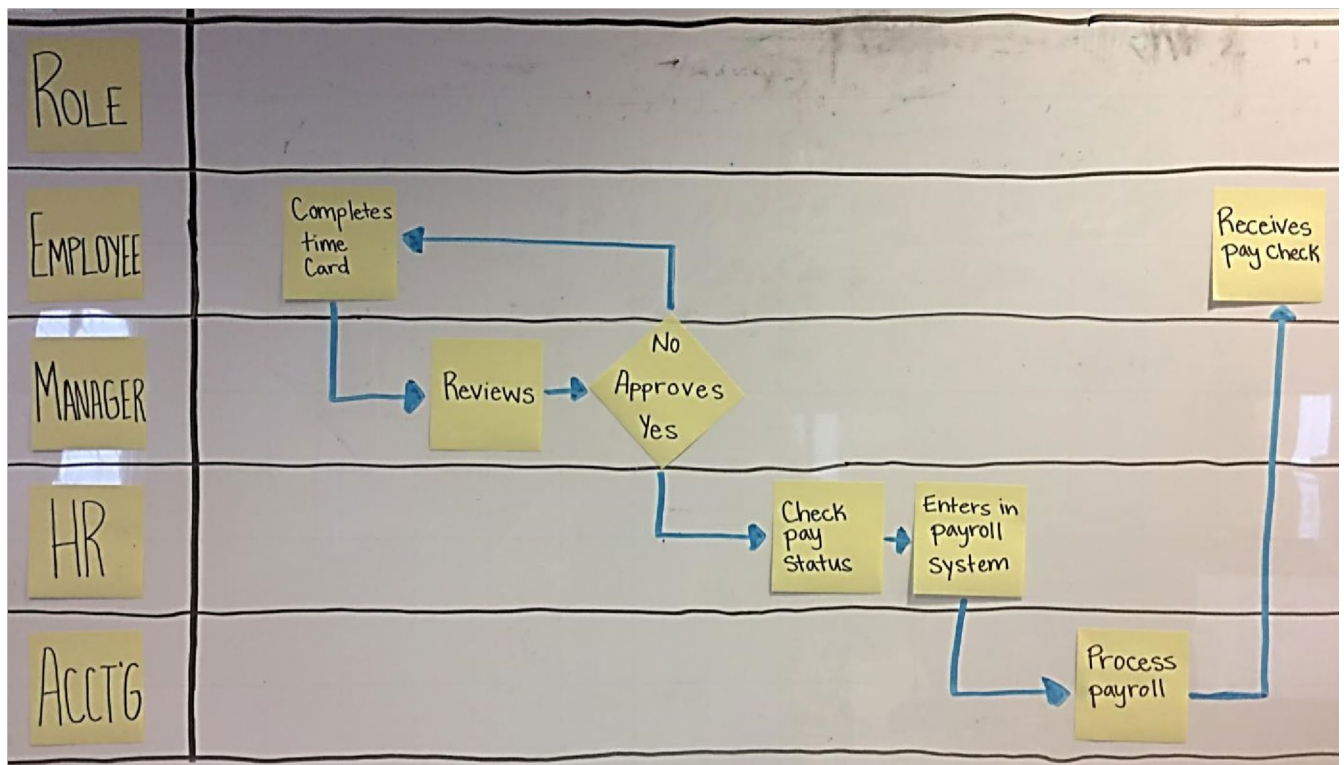 ROLE
EMPLOYEE
Completes
time
Card
Receives
pay Check
MANAGER
Reviews
No
Approves
Yes
HR
Check
pay
status
Enters in
payroll
system
ACCT'G
Process
payroll